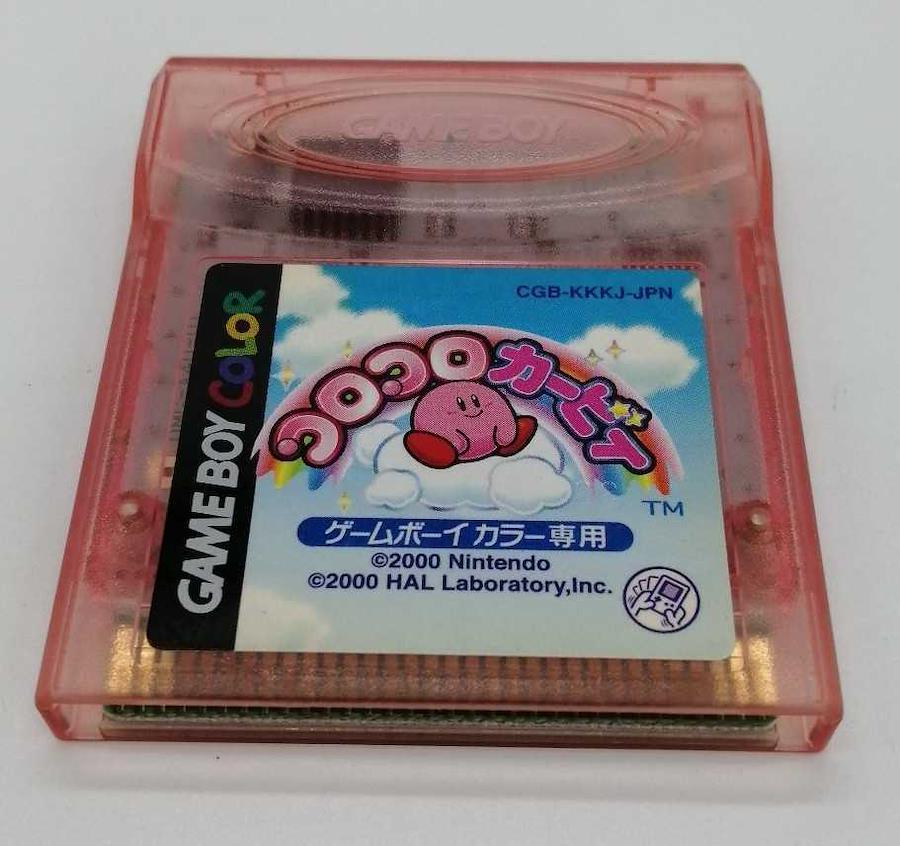 GAME BOY
GAME BOY COLOR
CGB-KKKJ-JPN
コロコロカービィ
TM
ゲームボーイ カラー専用
©2000 Nintendo
©2000 HAL Laboratory,Inc.